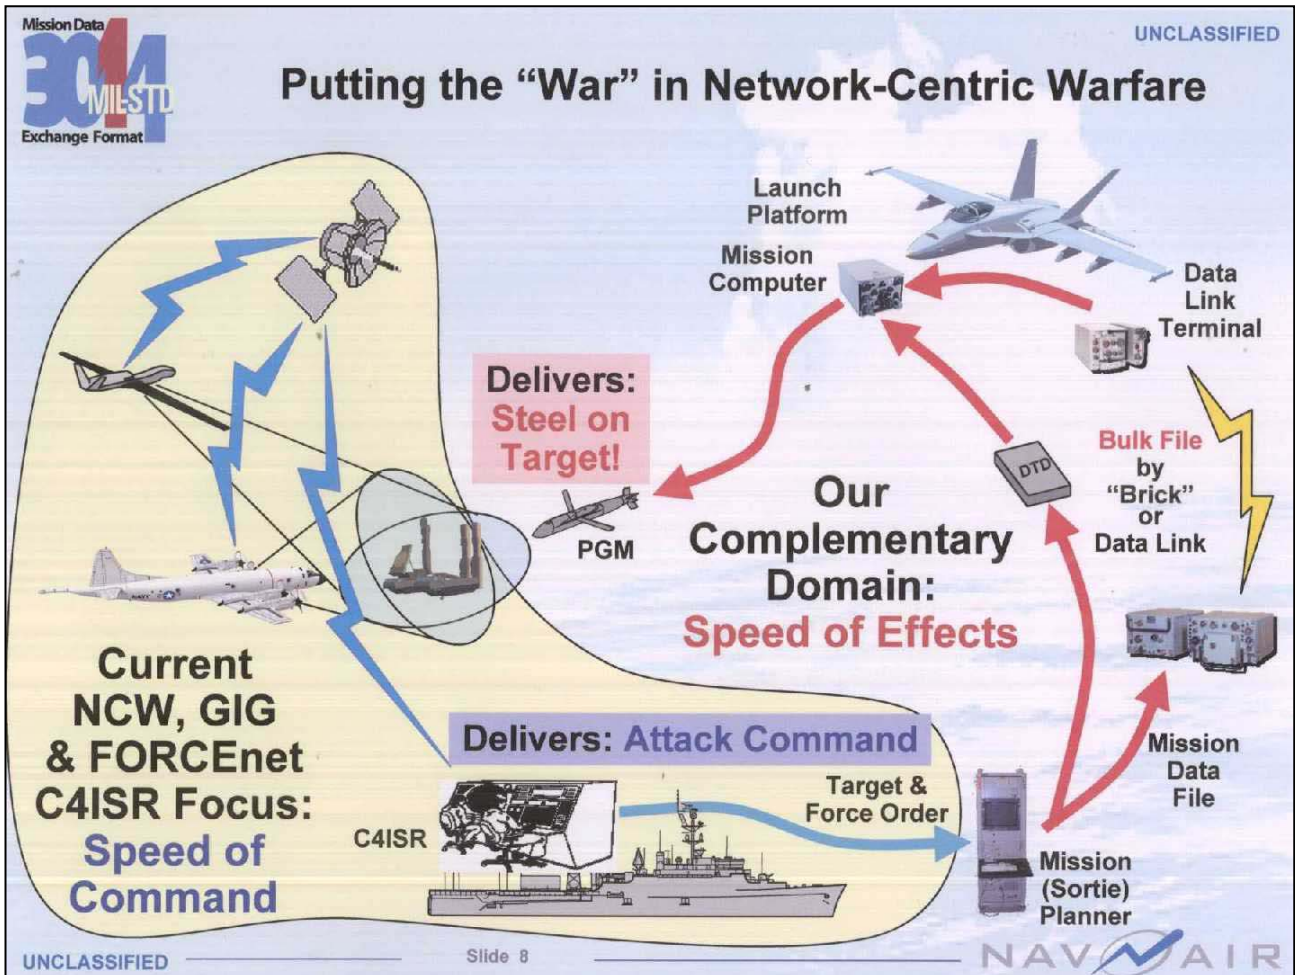 Mission Data
3014
MIL-STD
Exchange Format
UNCLASSIFIED
Putting the “War” in Network-Centric Warfare
Launch
Platform
Mission
Computer
Data
Link
Terminal
Delivers:
Steel on
Target!
PGM
DTD
Bulk File
by
“Brick”
or
Data Link
Our
Complementary
Domain:
Speed of Effects
NAVY
Current
NCW, GIG
& FORCEnet
C4ISR Focus:
Speed of
Command
Delivers: Attack Command
C4ISR
Target &
Force Order
Mission
Data
File
Mission
(Sortie)
Planner
UNCLASSIFIED
Slide 8
NAVAIR